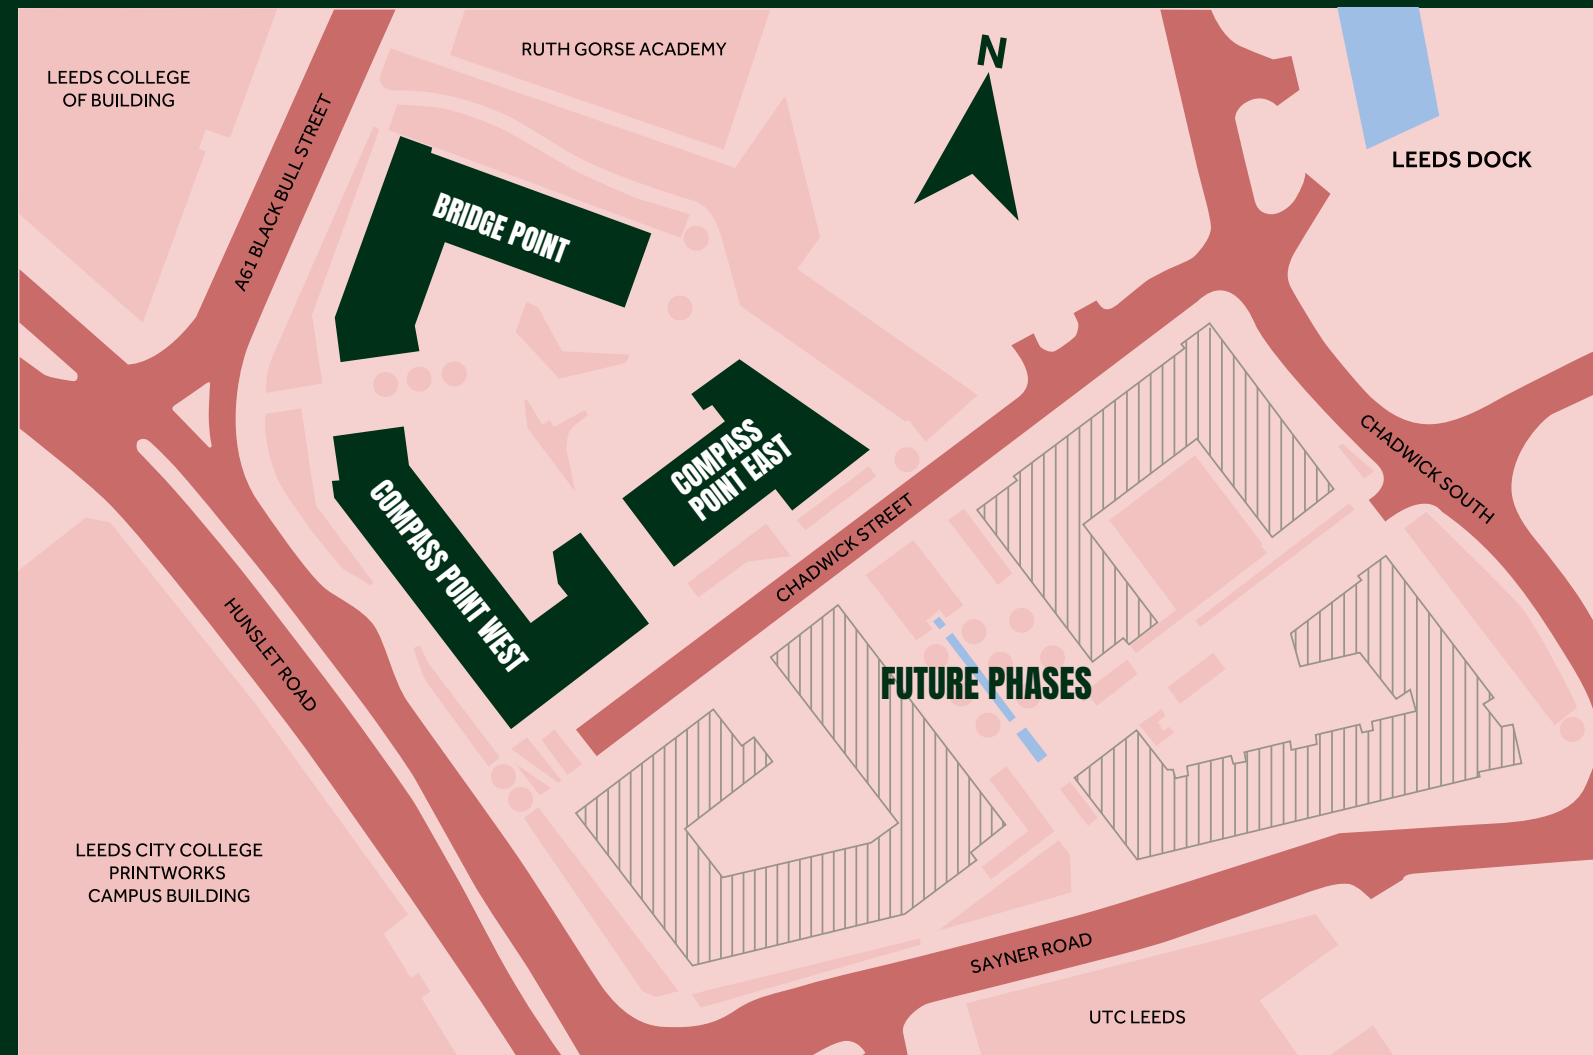 LEEDS COLLEGE
OF BUILDING
RUTH GORSE ACADEMY
N
LEEDS DOCK
A61 BLACK BULL STREET
BRIDGE POINT
COMPASS
POINT EAST
COMPASS POINT WEST
CHADWICK STREET
CHADWICK SOUTH
HUNSLET ROAD
FUTURE PHASES
LEEDS CITY COLLEGE
PRINTWORKS
CAMPUS BUILDING
SAYNER ROAD
UTC LEEDS